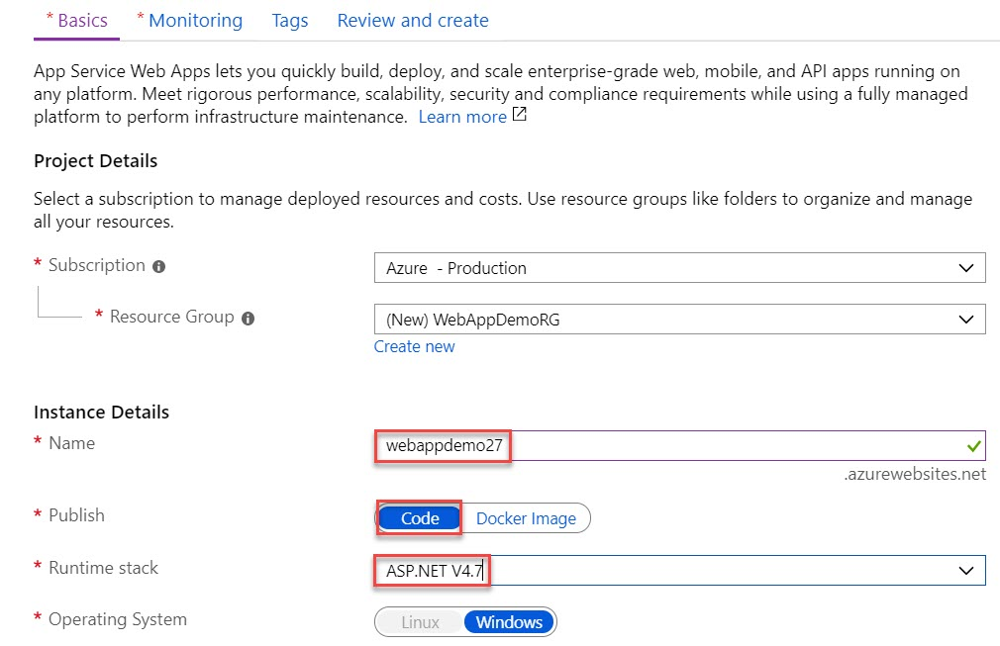 * Basics * Monitoring Tags Review and create
App Service Web Apps lets you quickly build, deploy, and scale enterprise-grade web, mobile, and API apps running on
any platform. Meet rigorous performance, scalability, security and compliance requirements while using a fully managed
platform to perform infrastructure maintenance. Learn more
Project Details
Select a subscription to manage deployed resources and costs. Use resource groups like folders to organize and manage
all your resources.
* Subscription Azure - Production
* Resource Group (New) WebAppDemoRG
Create new
Instance Details
* Name webappdemo27
.azurewebsites.net
* Publish Code Docker Image
* Runtime stack ASP.NET V4.7
* Operating System Linux Windows